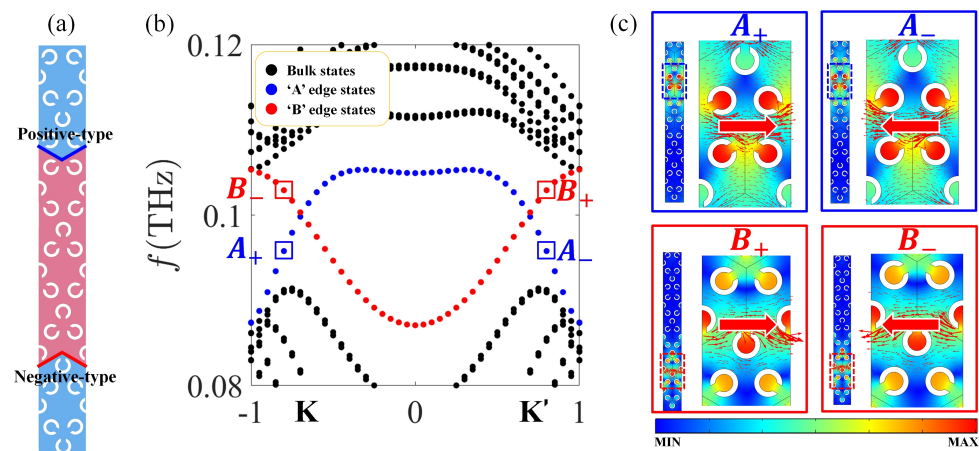 (a)
Positive-type
Negative-type
(b)
f (THz)
0.12
0.1
0.08
Bulk states
'A' edge states
'B' edge states
B₋
B₊
A₊
A₋
-1 K 0 K' 1
(c)
A₊
A₋
B₊
B₋
MIN MAX